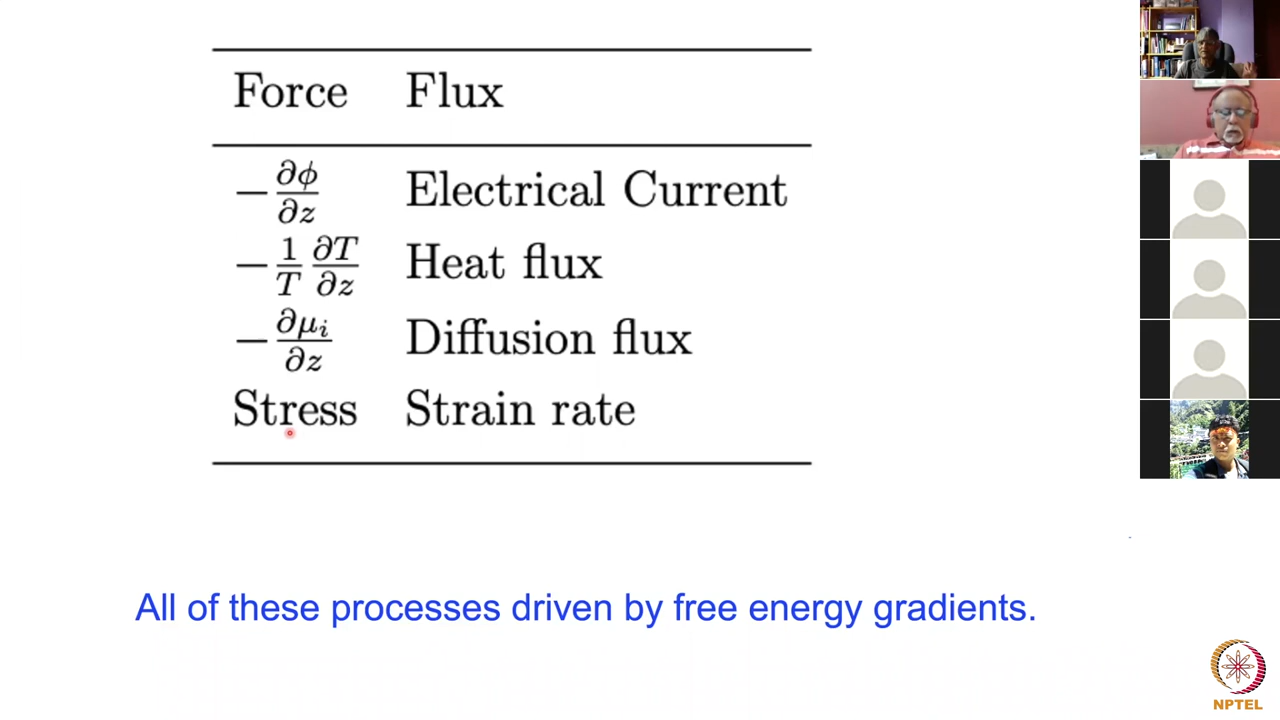 Force Flux
−∂φ/∂z Electrical Current
−1/T ∂T/∂z Heat flux
−∂μᵢ/∂z Diffusion flux
Stress Strain rate
All of these processes driven by free energy gradients.
NPTEL